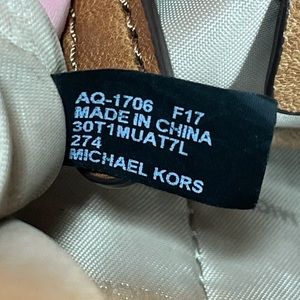 AQ-1706 F17
MADE IN CHINA
30T1MUAT7L
274
MICHAEL KORS